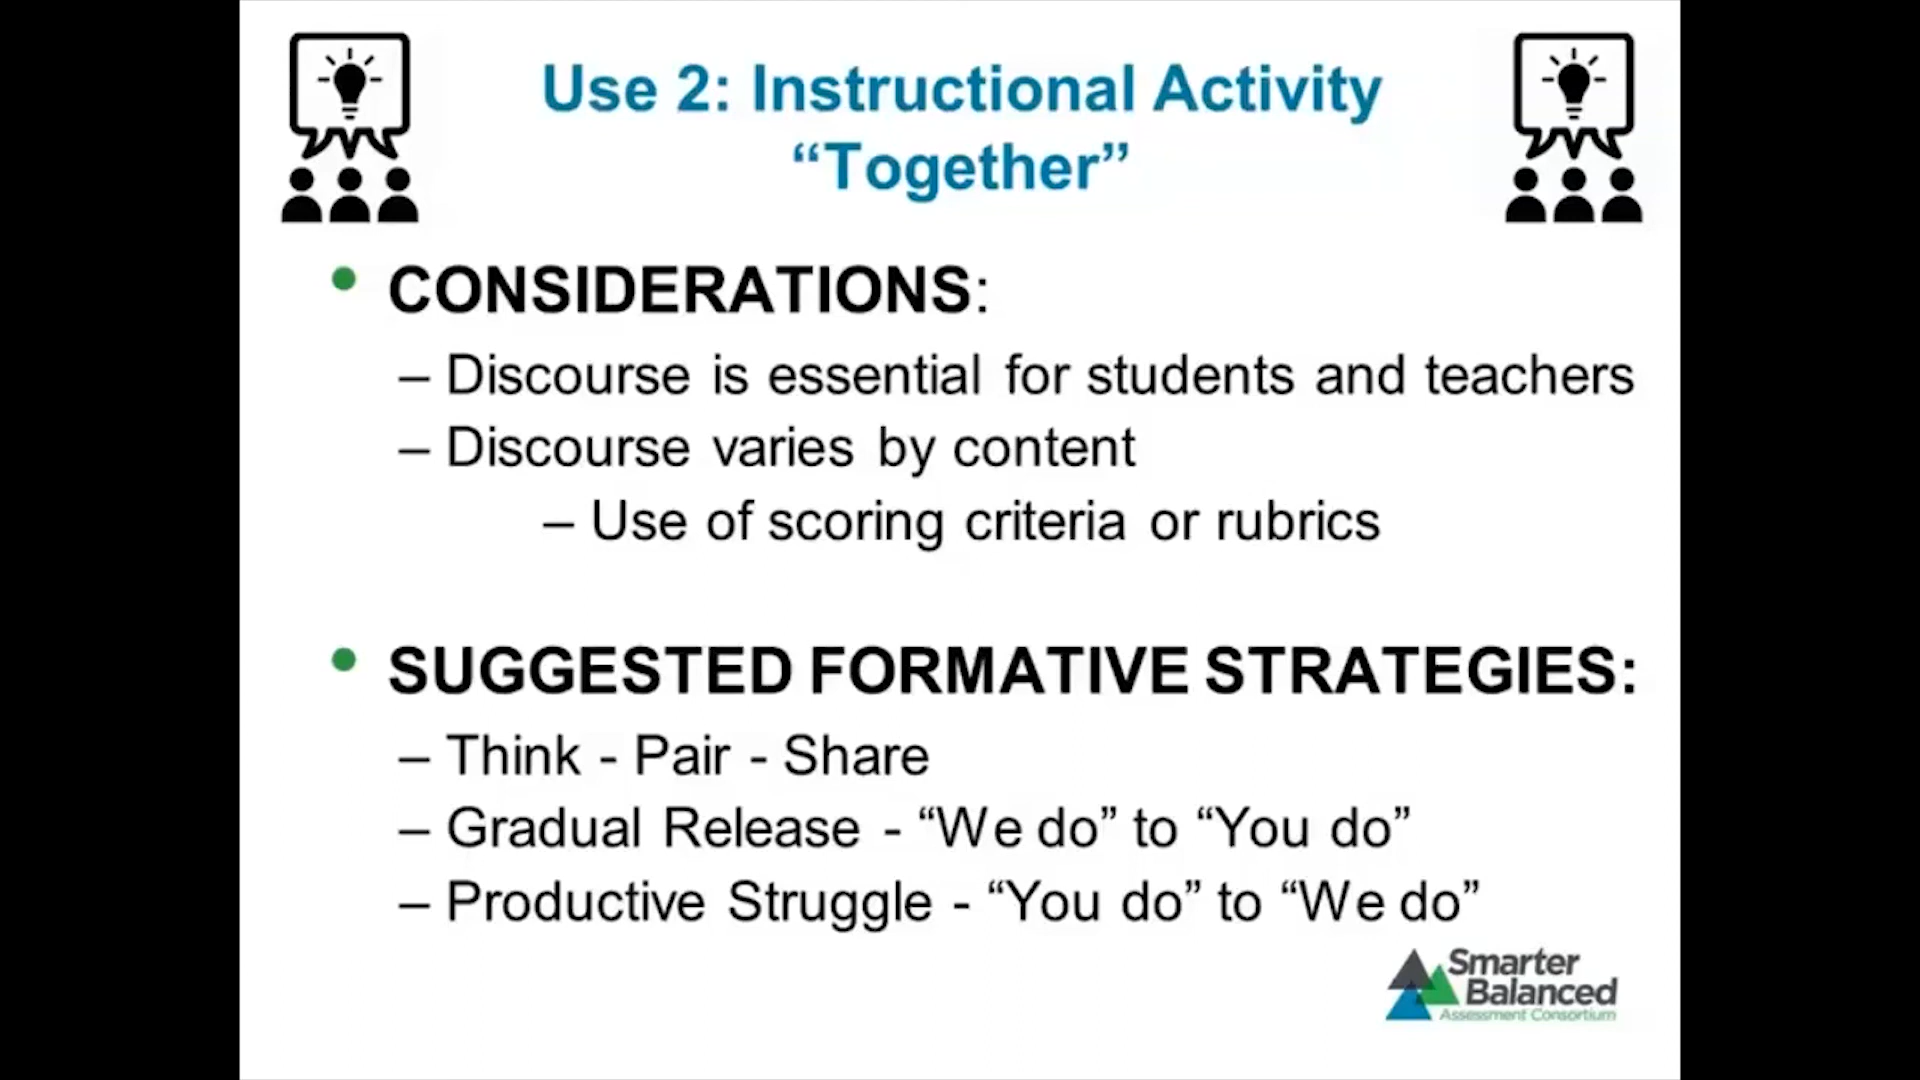 Use 2: Instructional Activity
“Together”
• CONSIDERATIONS:
– Discourse is essential for students and teachers
– Discourse varies by content
– Use of scoring criteria or rubrics
• SUGGESTED FORMATIVE STRATEGIES:
– Think - Pair - Share
– Gradual Release - “We do” to “You do”
– Productive Struggle - “You do” to “We do”
Smarter
Balanced
Assessment Consortium